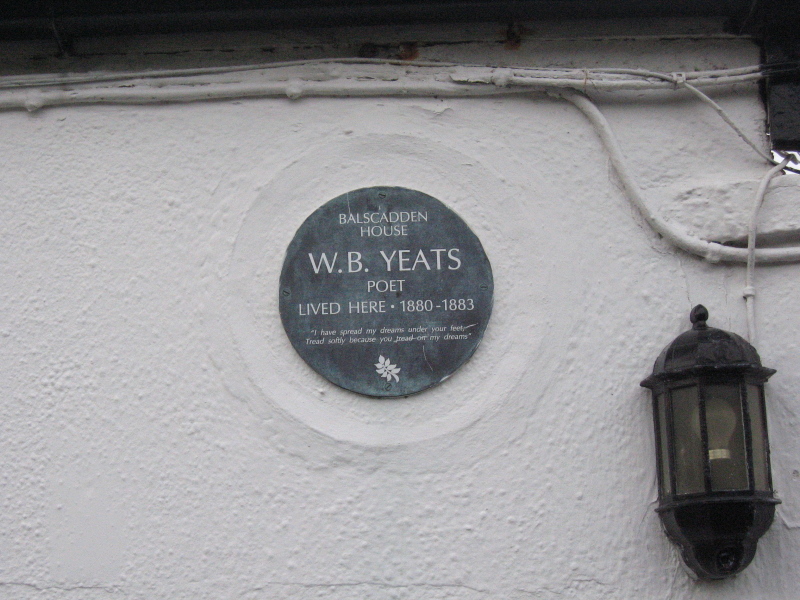 BALSCADDEN
HOUSE
W.B. YEATS
POET
LIVED HERE • 1880-1883
"I have spread my dreams under your feet,
Tread softly because you tread on my dreams"